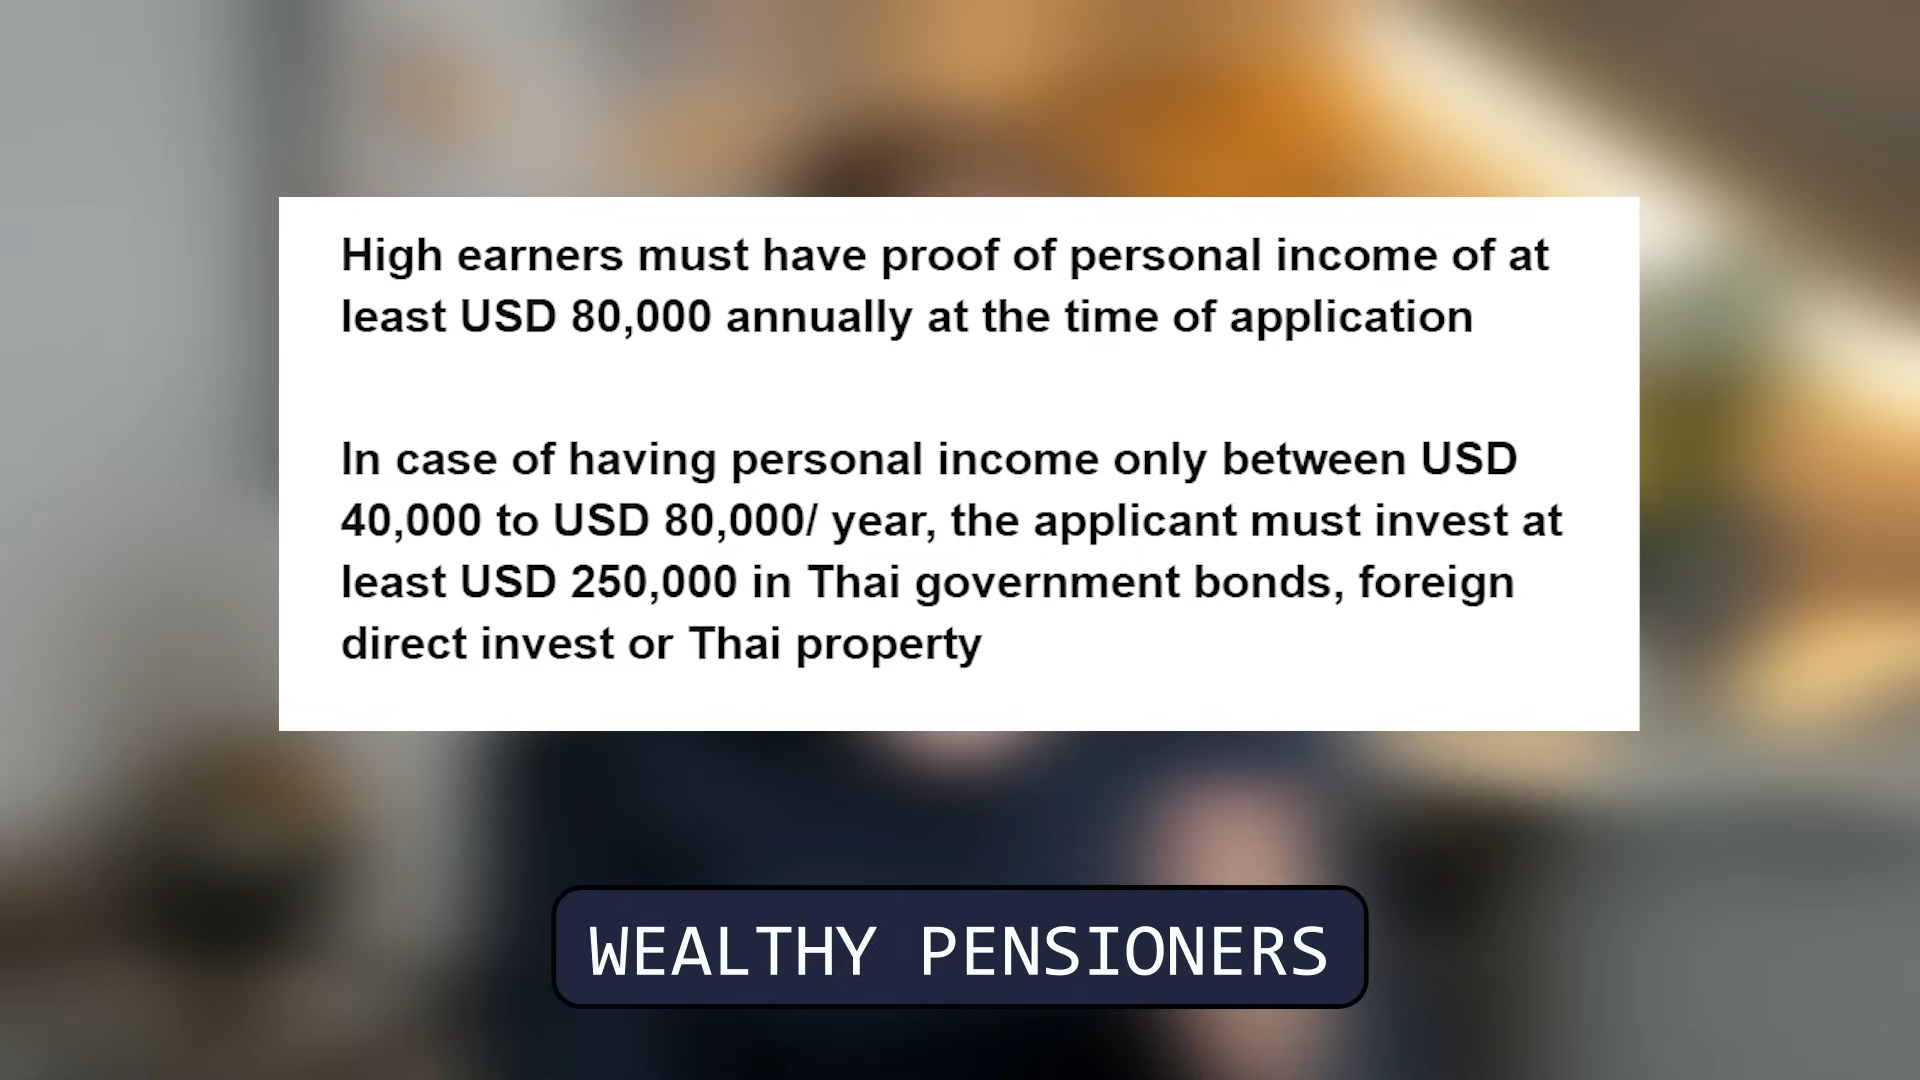 High earners must have proof of personal income of at
least USD 80,000 annually at the time of application
In case of having personal income only between USD
40,000 to USD 80,000/ year, the applicant must invest at
least USD 250,000 in Thai government bonds, foreign
direct invest or Thai property
WEALTHY PENSIONERS